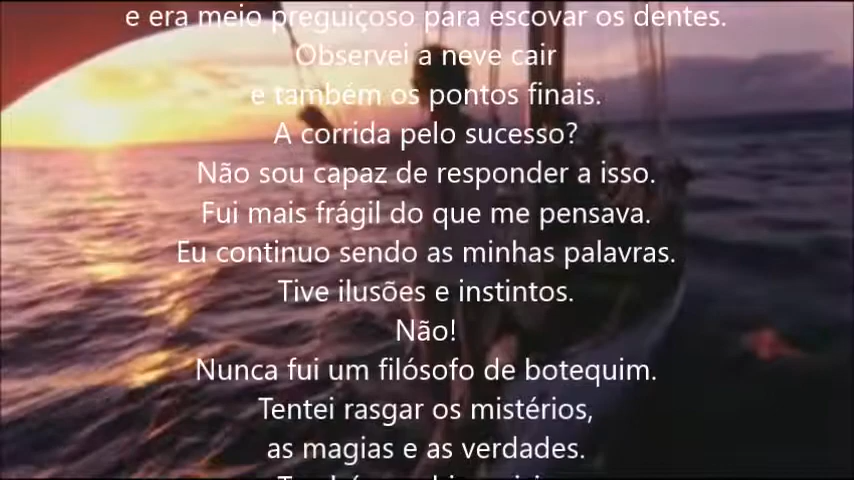 e era meio preguiçoso para escovar os dentes.
Observei a neve cair
e também os pontos finais.
A corrida pelo sucesso?
Não sou capaz de responder a isso.
Fui mais frágil do que me pensava.
Eu continuo sendo as minhas palavras.
Tive ilusões e instintos.
Não!
Nunca fui um filósofo de botequim.
Tentei rasgar os mistérios,
as magias e as verdades.